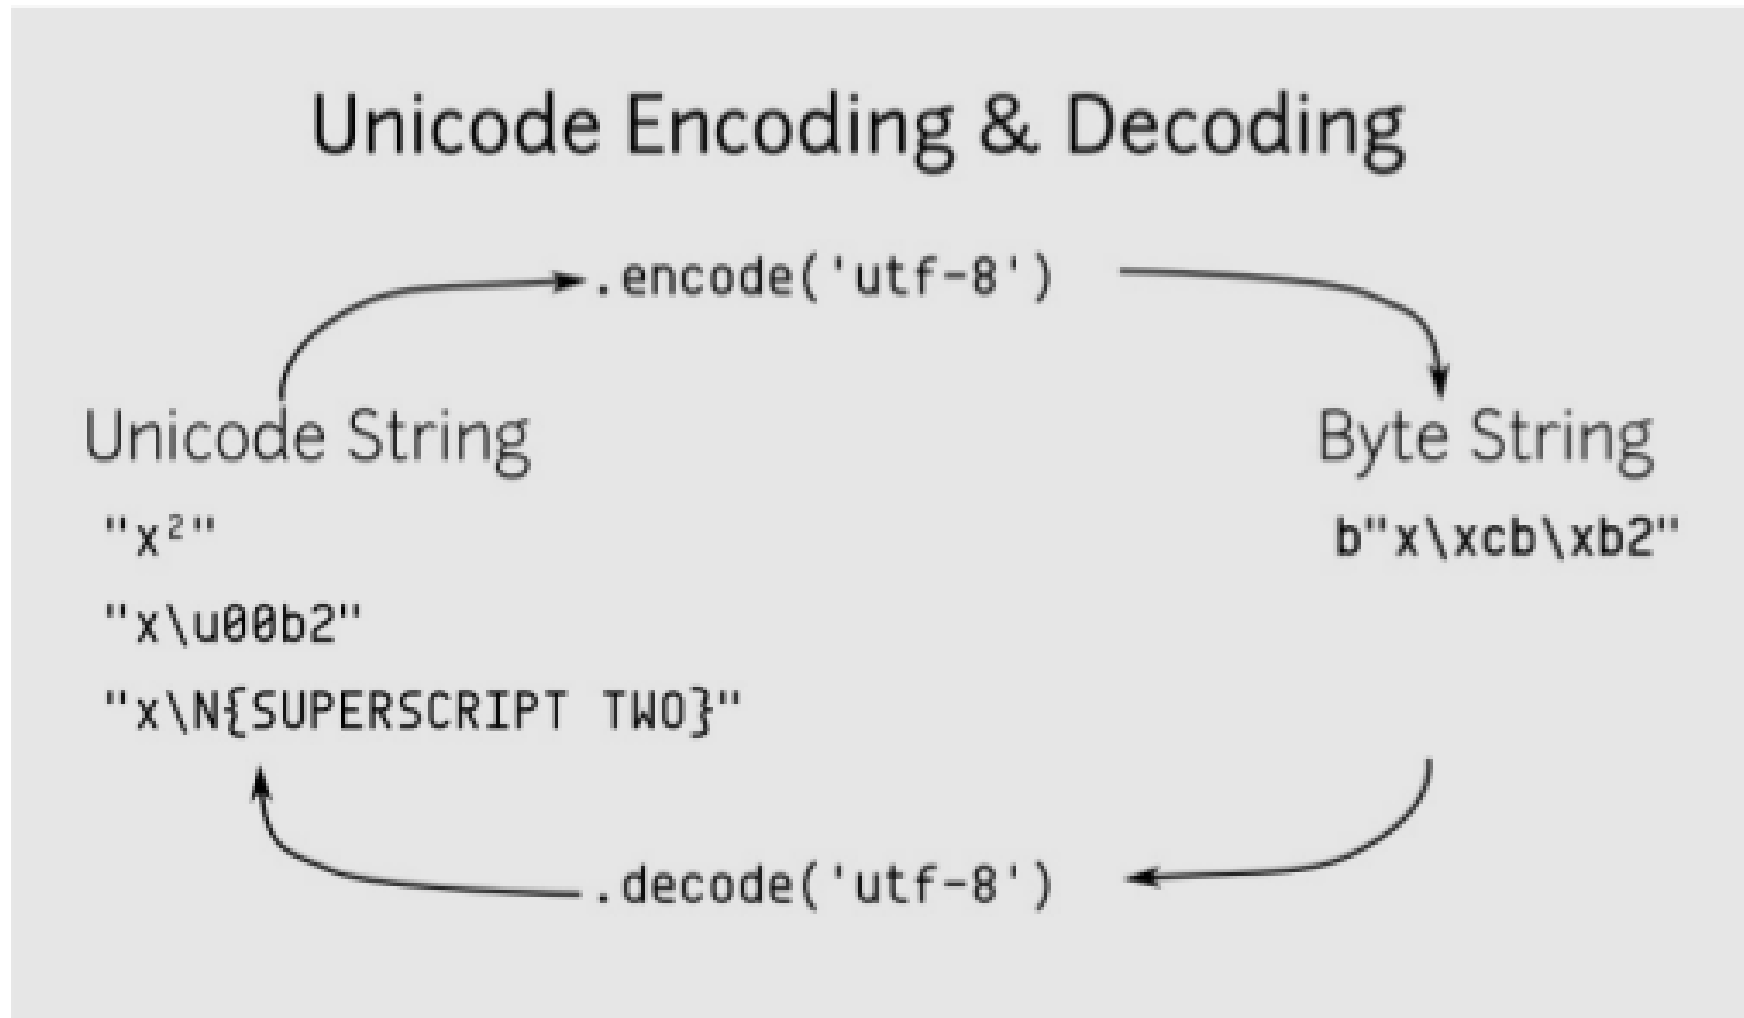 Unicode Encoding & Decoding
.encode('utf-8')
Unicode String
Byte String
"x²"
b"x\xcb\xb2"
"x\u00b2"
"x\N{SUPERSCRIPT TWO}"
.decode('utf-8')